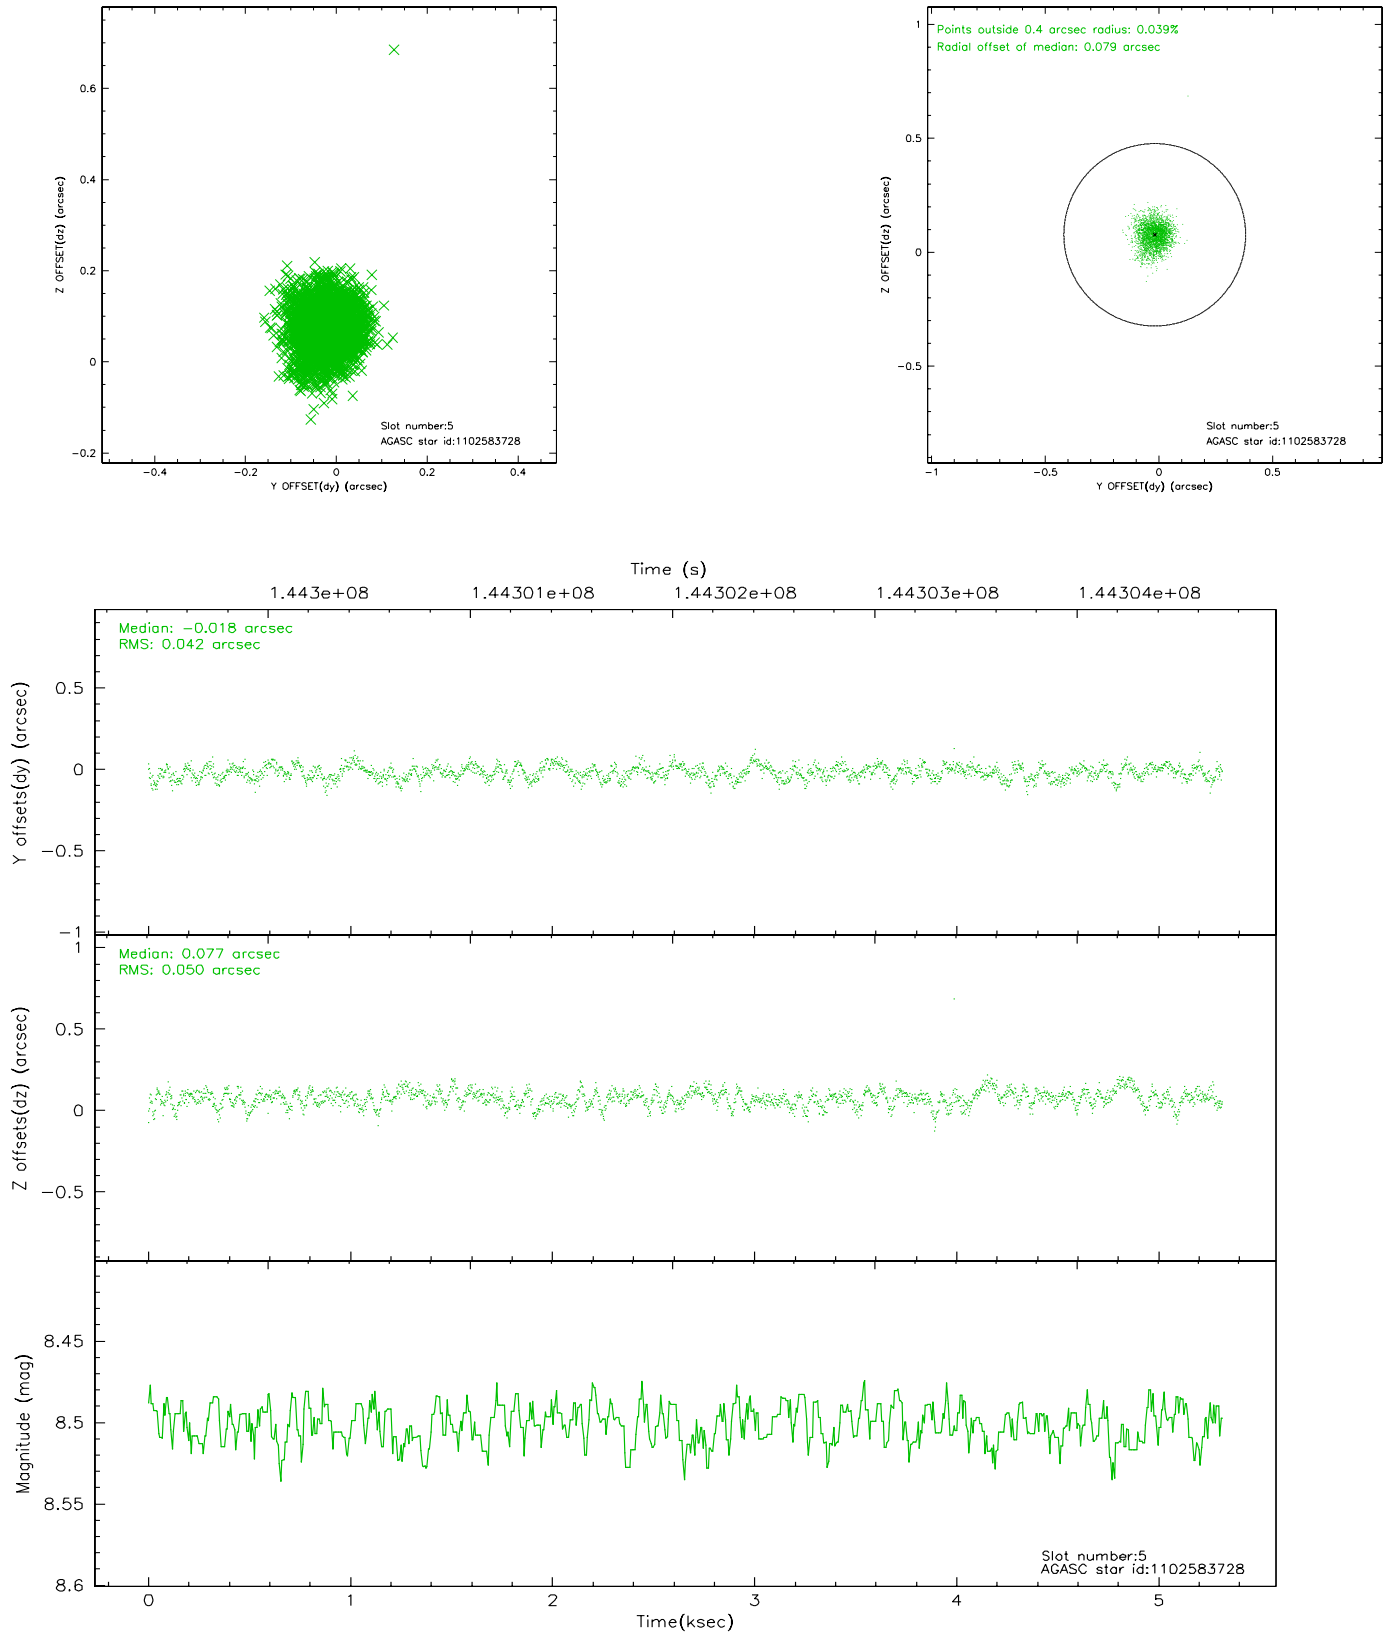 0.6
0.4
0.2
0
−0.2
Z OFFSET(dz) (arcsec)
Slot number:5
AGASC star id:1102583728
−0.4
−0.2
0
0.2
0.4
Y OFFSET(dy) (arcsec)
Points outside 0.4 arcsec radius: 0.039%
Radial offset of median: 0.079 arcsec
1
0.5
0
−0.5
Z OFFSET(dz) (arcsec)
Slot number:5
AGASC star id:1102583728
−1
−0.5
0
0.5
Y OFFSET(dy) (arcsec)
Time (s)
1.443e+08
1.44301e+08
1.44302e+08
1.44303e+08
1.44304e+08
Median: −0.018 arcsec
RMS: 0.042 arcsec
0.5
0
−0.5
−1
Y offsets(dy) (arcsec)
Median: 0.077 arcsec
RMS: 0.050 arcsec
1
0.5
0
−0.5
Z offsets(dz) (arcsec)
8.45
8.5
8.55
8.6
Magnitude (mag)
Slot number:5
AGASC star id:1102583728
0
1
2
3
4
5
Time(ksec)